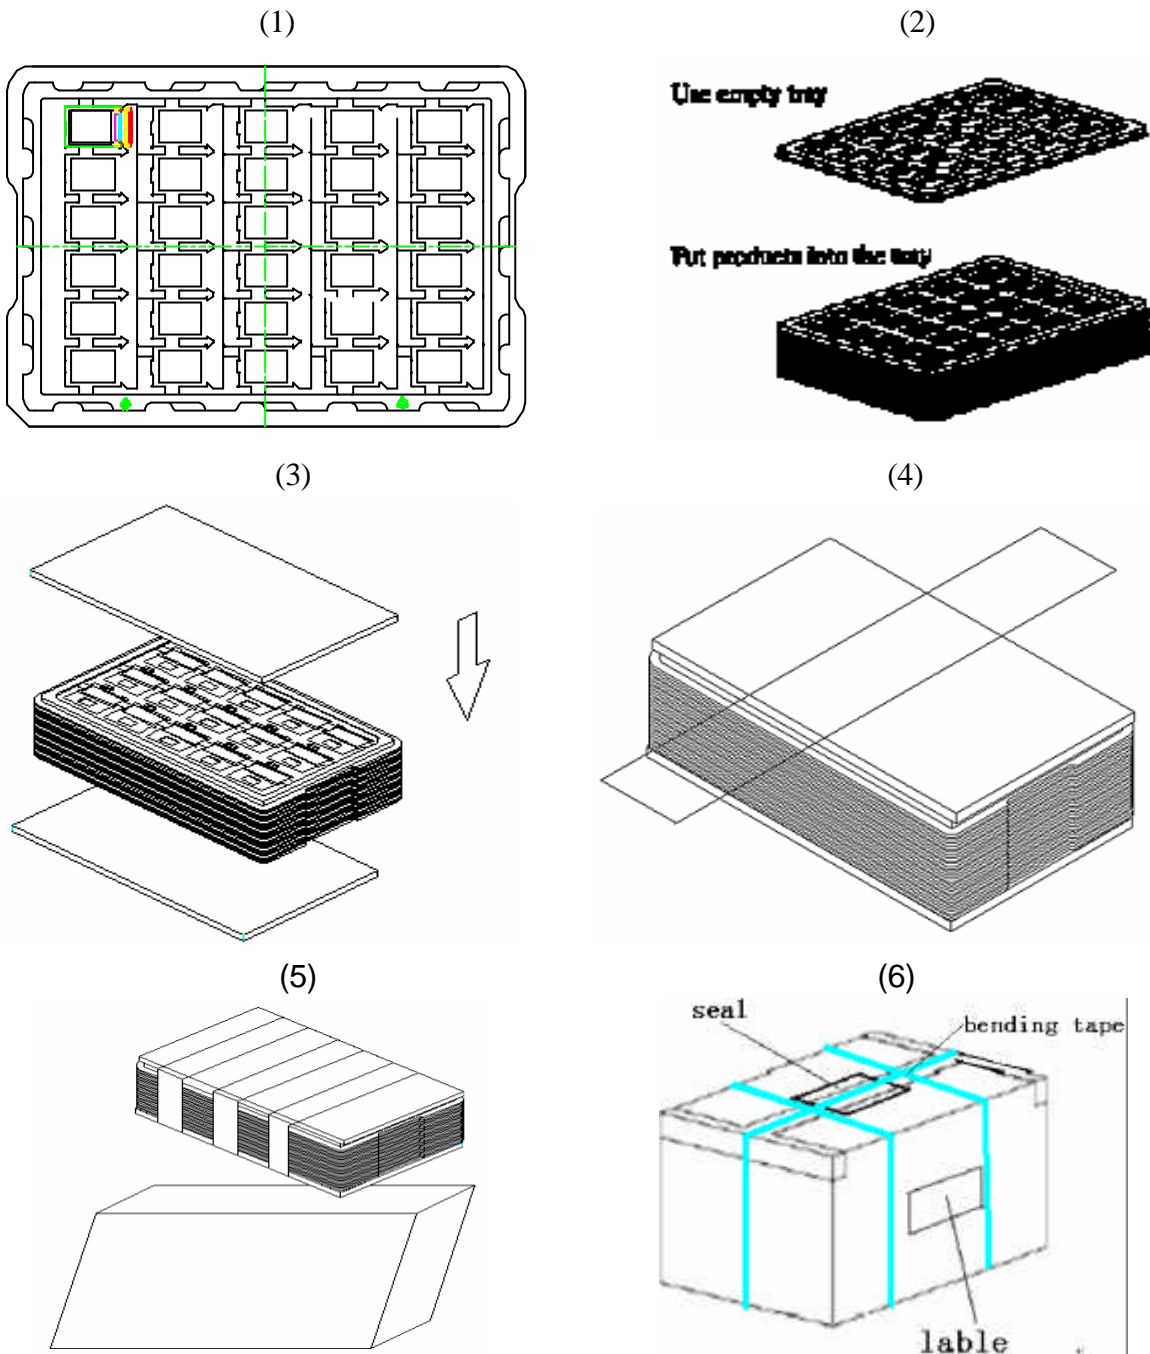 (1)
(2)
Use empty tray
Put products into the tray
(3)
(4)
(5)
(6)
seal
bending tape
lable